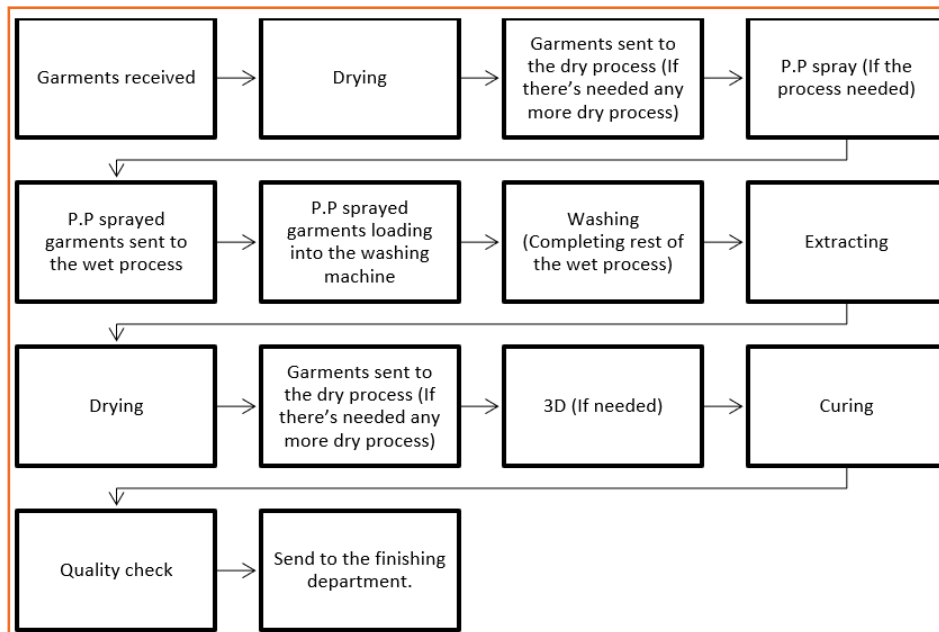 Garments received
Drying
Garments sent to
the dry process (If
there’s needed any
more dry process)
P.P spray (If the
process needed)
P.P sprayed
garments sent to
the wet process
P.P sprayed
garments loading
into the washing
machine
Washing
(Completing rest of
the wet process)
Extracting
Drying
Garments sent to
the dry process (If
there’s needed any
more dry process)
3D (If needed)
Curing
Quality check
Send to the finishing
department.